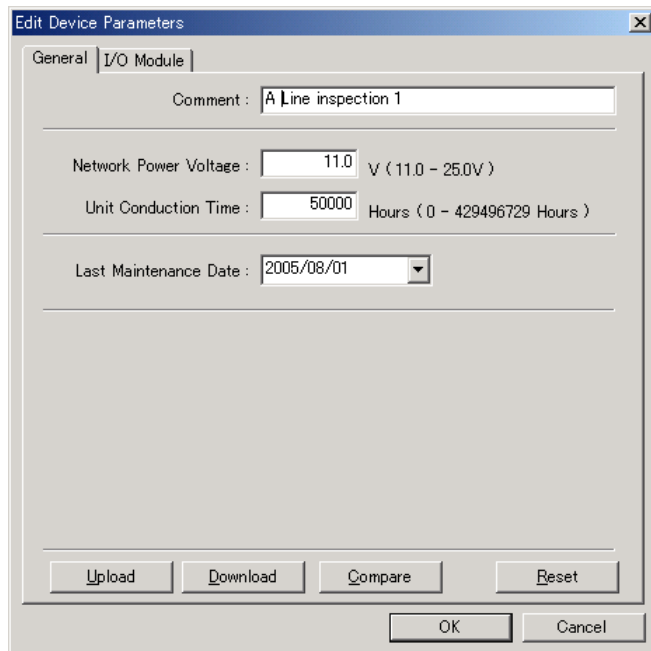 Edit Device Parameters
General I/O Module
Comment : A Line inspection 1
Network Power Voltage : 11.0 V ( 11.0 - 25.0V )
Unit Conduction Time : 50000 Hours ( 0 - 429496729 Hours )
Last Maintenance Date : 2005/08/01
Upload Download Compare Reset
OK Cancel